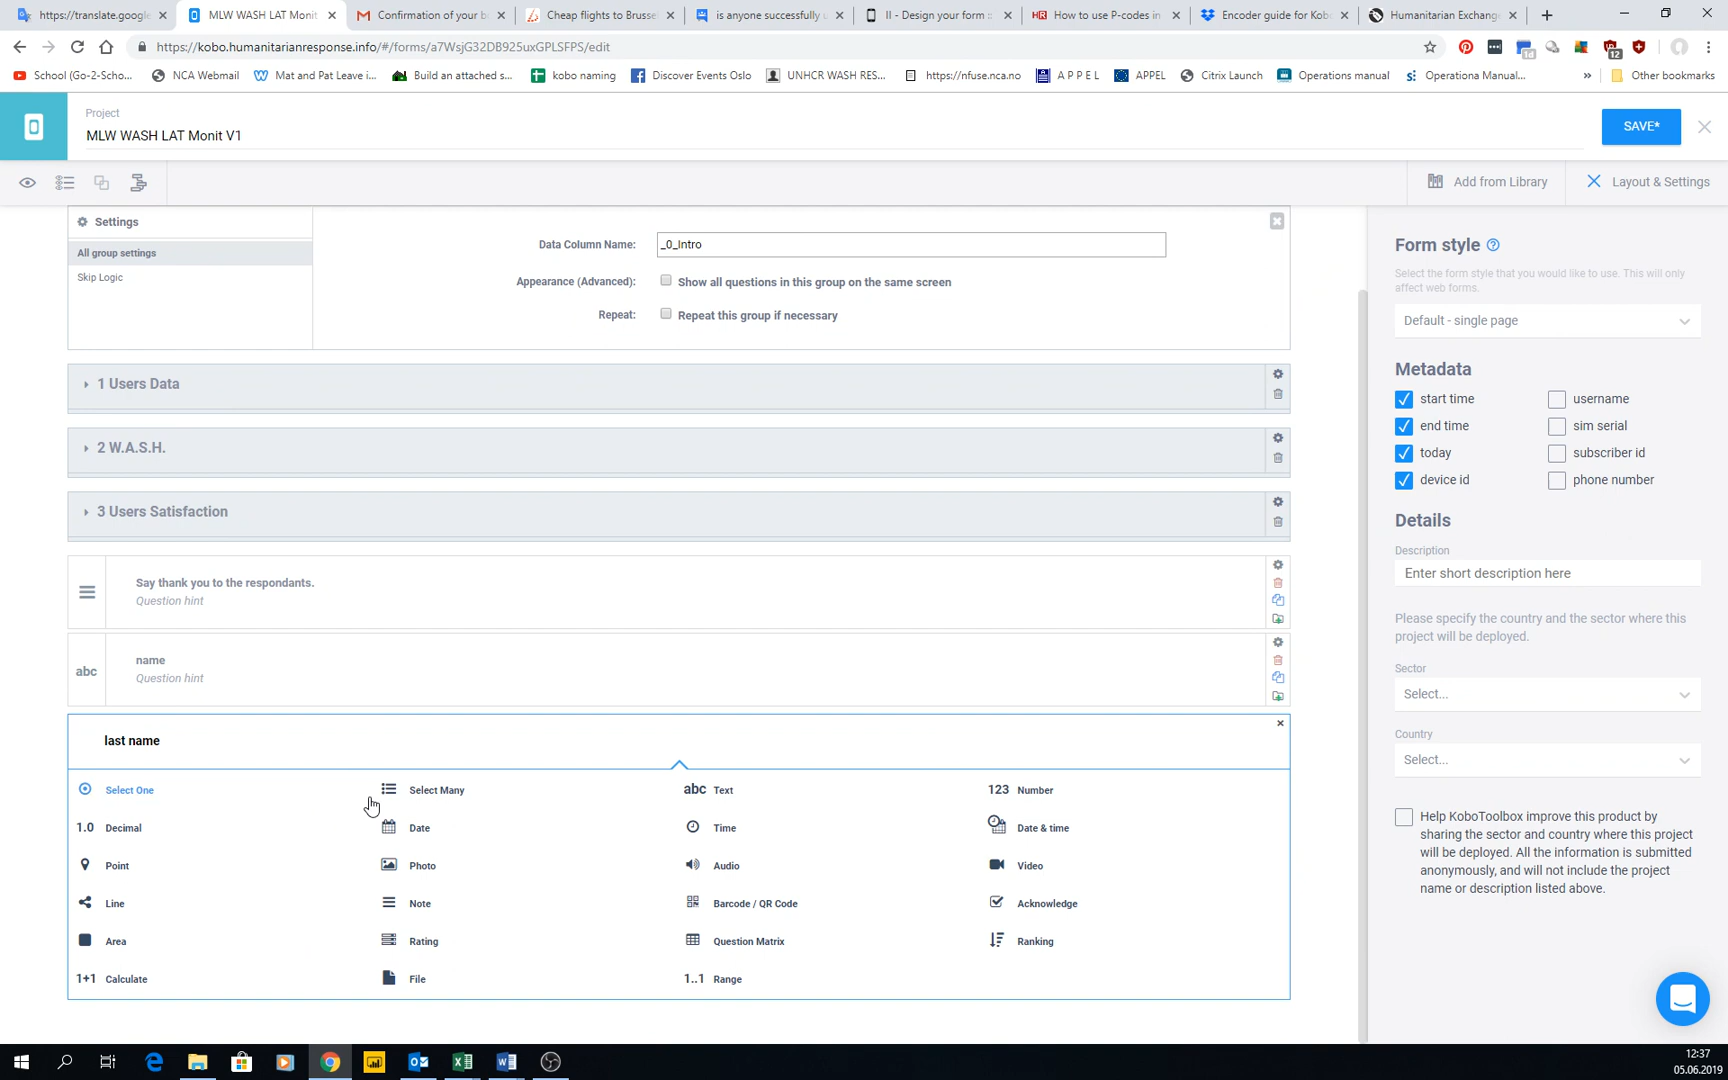 https://translate.google
MLW WASH LAT Monit
Confirmation of your b
Cheap flights to Brusse
is anyone successfully u
II - Design your form ::
HR How to use P-codes in
Encoder guide for Kob
Humanitarian Exchang
https://kobo.humanitarianresponse.info/#/forms/a7WsjG32DB925uxGPLSFPS/edit
School (Go-2-Scho...
NCA Webmail
Mat and Pat Leave i...
Build an attached s...
kobo naming
Discover Events Oslo
UNHCR WASH RES...
https://nfuse.nca.no
A P P E L
APPEL
Citrix Launch
Operations manual
Operationa Manual...
Other bookmarks
Project
MLW WASH LAT Monit V1
SAVE*
Add from Library
Layout & Settings
Settings
All group settings
Skip Logic
Data Column Name:
_0_Intro
Appearance (Advanced):
Show all questions in this group on the same screen
Repeat:
Repeat this group if necessary
1 Users Data
2 W.A.S.H.
3 Users Satisfaction
Say thank you to the respondants.
Question hint
abc
name
Question hint
last name
Select One
Select Many
abc Text
123 Number
1.0 Decimal
Date
Time
Date & time
Point
Photo
Audio
Video
Line
Note
Barcode / QR Code
Acknowledge
Area
Rating
Question Matrix
Ranking
1+1 Calculate
File
1..1 Range
Form style
Select the form style that you would like to use. This will only
affect web forms.
Default - single page
Metadata
start time
username
end time
sim serial
today
subscriber id
device id
phone number
Details
Description
Enter short description here
Please specify the country and the sector where this
project will be deployed.
Sector
Select...
Country
Select...
Help KoboToolbox improve this product by
sharing the sector and country where this project
will be deployed. All the information is submitted
anonymously, and will not include the project
name or description listed above.
12:37
05.06.2019